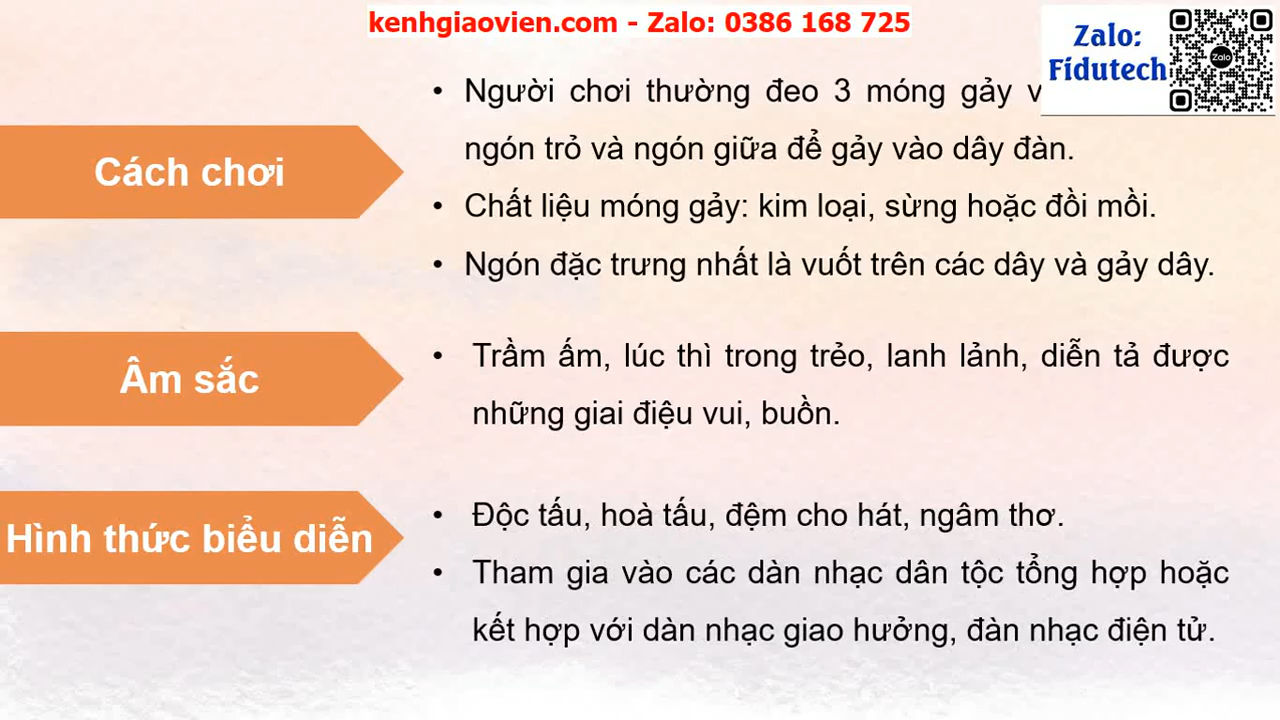 kenhgiaovien.com - Zalo: 0386 168 725
Zalo:
Fidutech
Zalo
Cách chơi
• Người chơi thường đeo 3 móng gảy
ngón trỏ và ngón giữa để gảy vào dây đàn.
• Chất liệu móng gảy: kim loại, sừng hoặc đồi mồi.
• Ngón đặc trưng nhất là vuốt trên các dây và gảy dây.
Âm sắc
• Trầm ấm, lúc thì trong trẻo, lanh lảnh, diễn tả được
những giai điệu vui, buồn.
Hình thức biểu diễn
• Độc tấu, hoà tấu, đệm cho hát, ngâm thơ.
• Tham gia vào các dàn nhạc dân tộc tổng hợp hoặc
kết hợp với dàn nhạc giao hưởng, đàn nhạc điện tử.